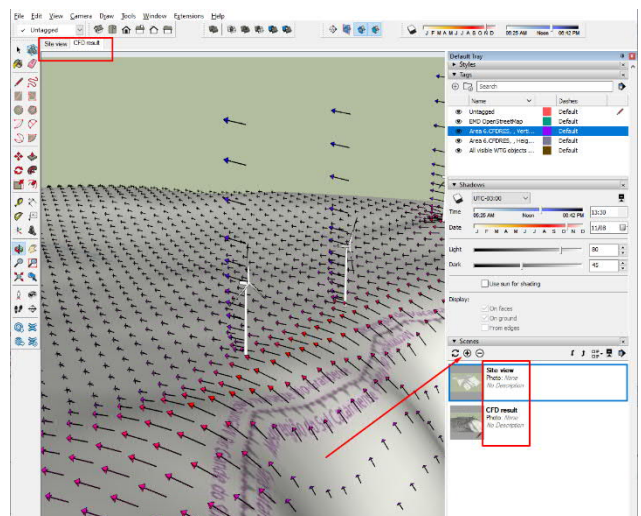 File Edit View Camera Draw Tools Window Extensions Help
Untagged
J F M A M J J A S O N D 06:25 AM Noon 06:42 PM
Site view CFD result
Default Tray
Styles
Tags
Search
Name Dashes
Untagged Default
EMD OpenStreetMap Default
Area 6.CFDRES, , Verti... Default
Area 6.CFDRES, , Heig... Default
All visible WTG objects ... Default
Shadows
UTC-03:00
Time 06:25 AM Noon 06:42 PM 13:30
Date J F M A M J J A S O N D 11/08
Light 80
Dark 45
Use sun for shading
Display:
On faces
On ground
From edges
Scenes
Site view
Photo: None
No Description
CFD result
Photo: None
No Description